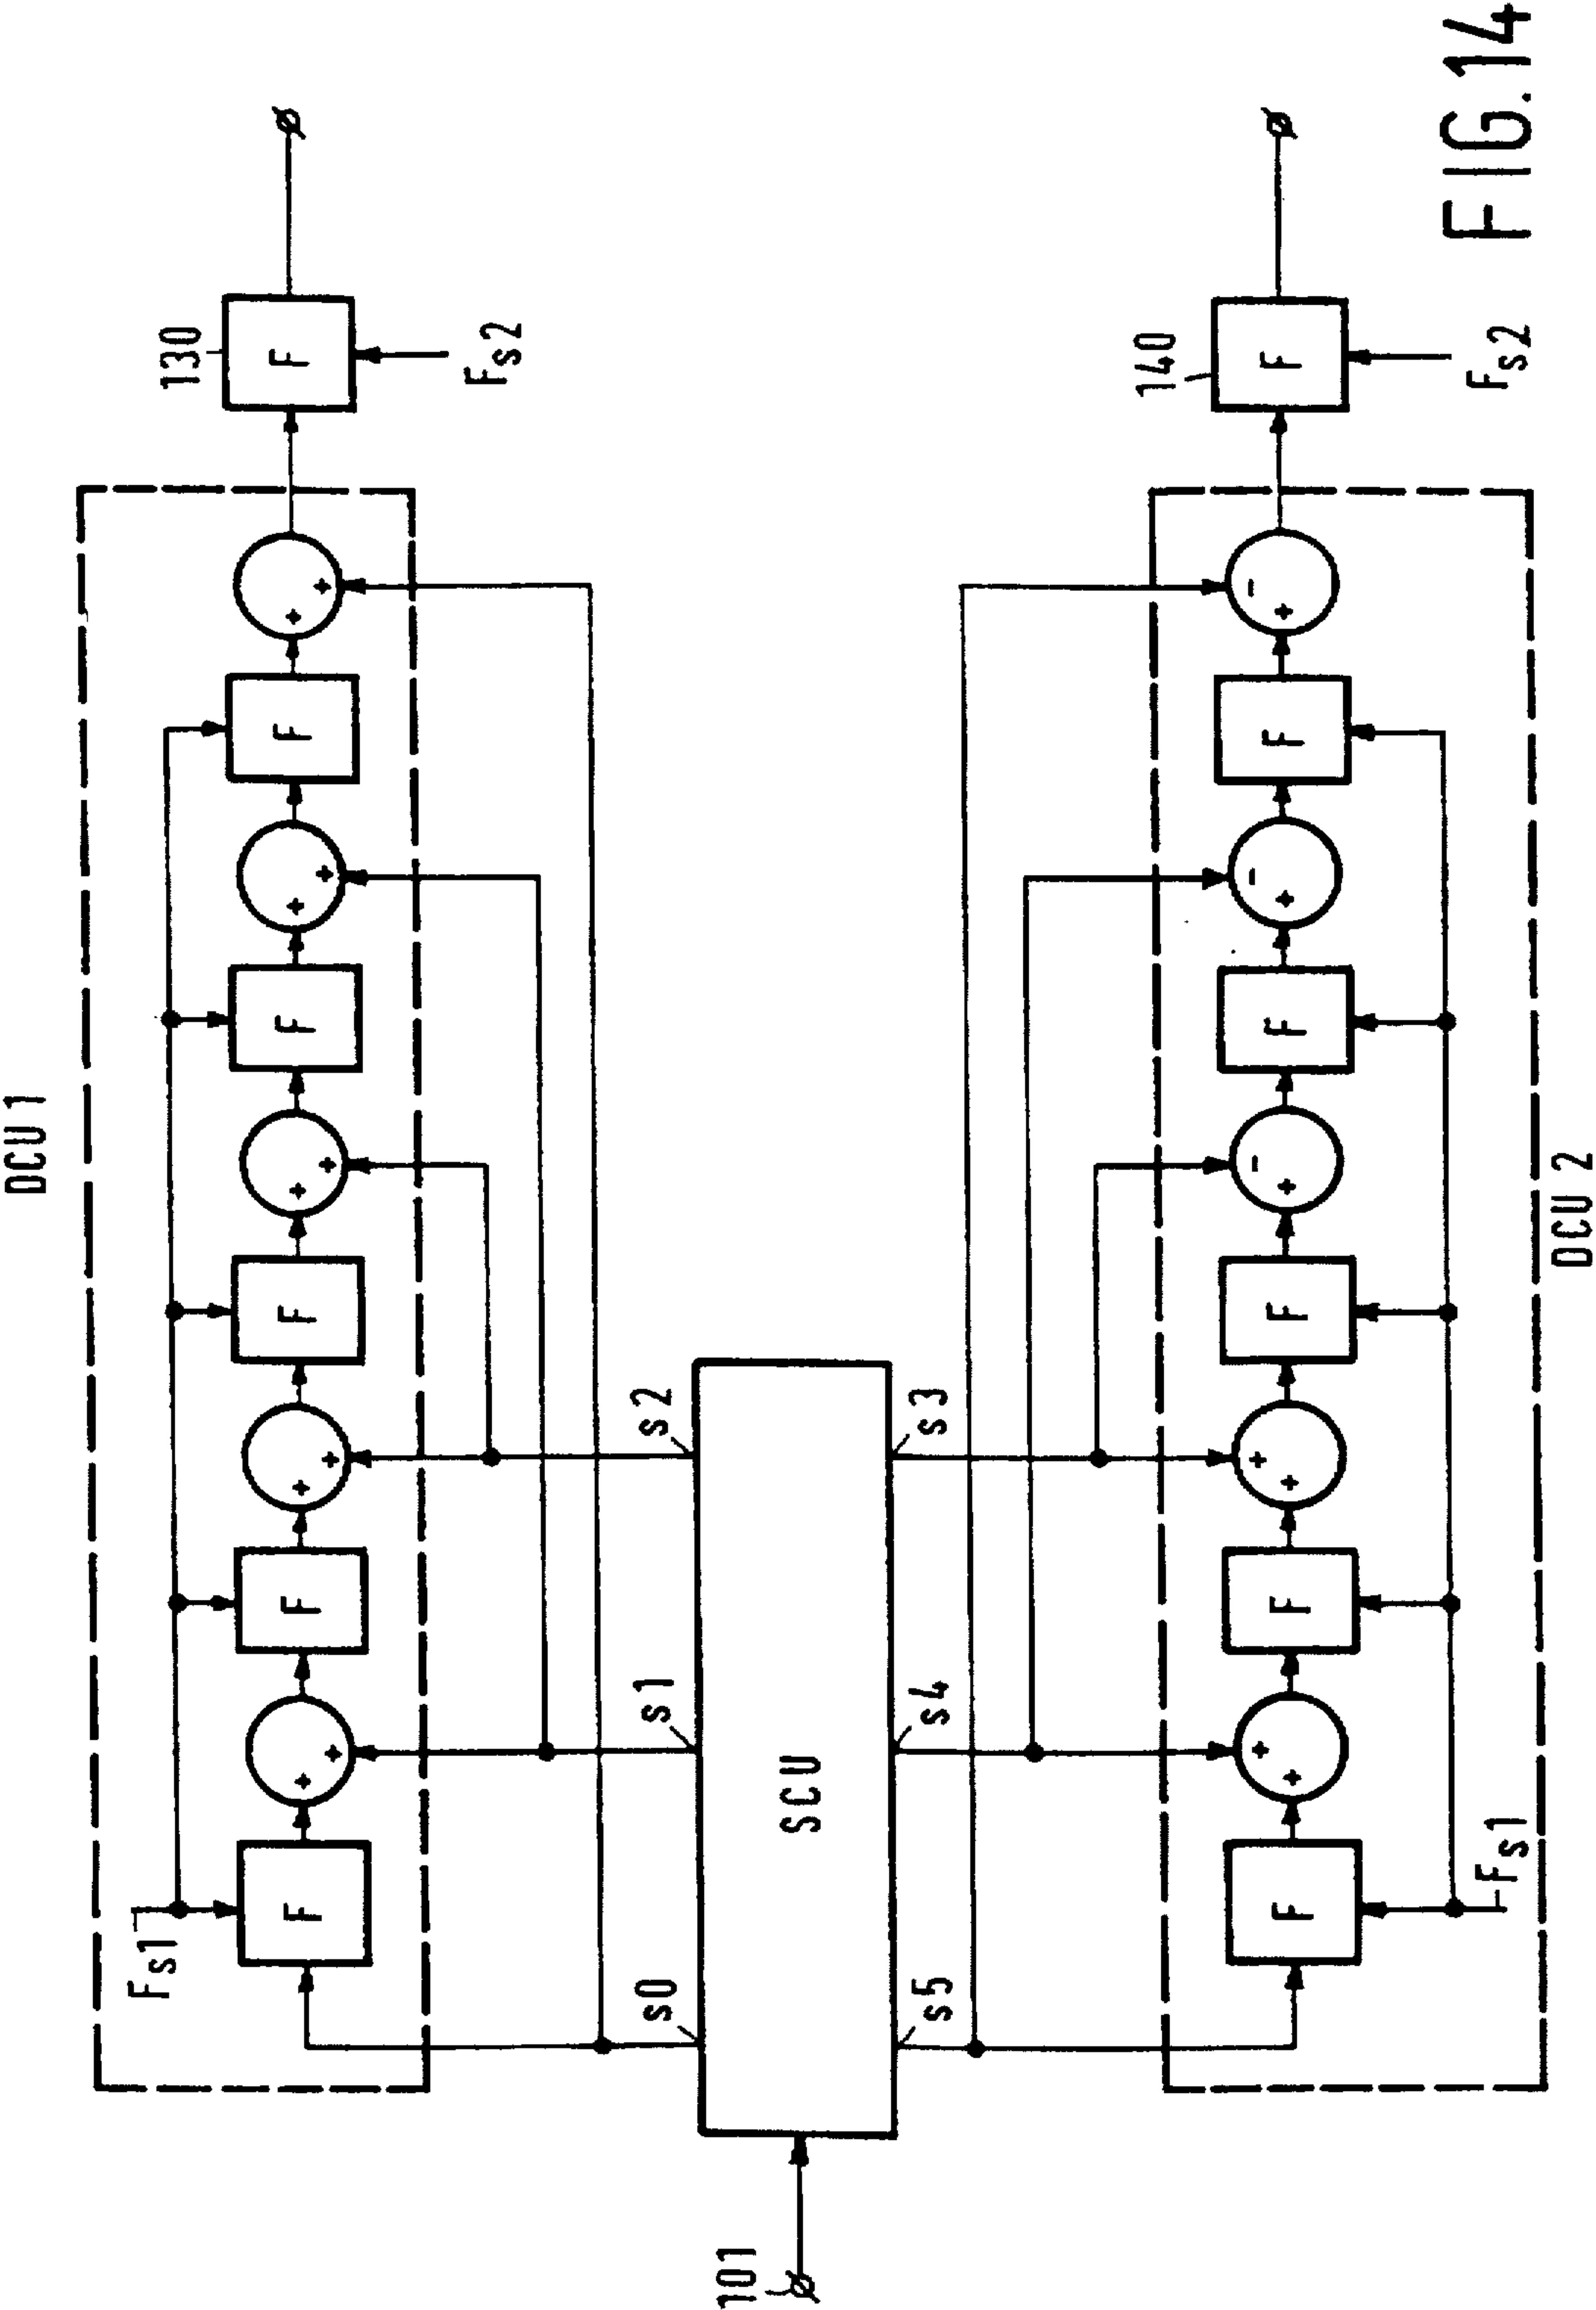 DCU 1
130
F
Fs2
F
+
+
F
+
+
F
+
+
F
+
+
F
+
+
Fs1
s0
s1
s2
101
SCU
s5
s4
s3
F
+
+
F
+
+
F
+
-
F
+
-
F
+
-
Fs1
140
F
Fs2
DCU 2
FIG.14